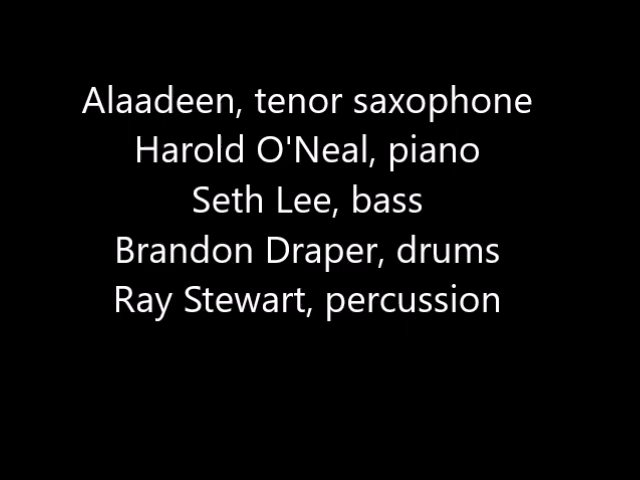 Alaadeen, tenor saxophone
Harold O'Neal, piano
Seth Lee, bass
Brandon Draper, drums
Ray Stewart, percussion